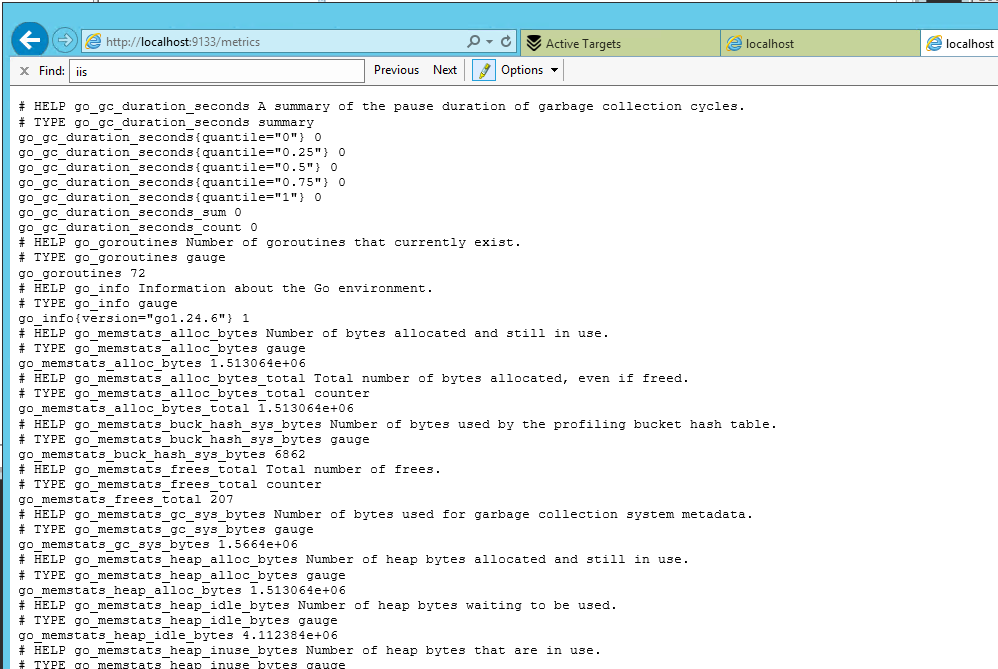 http://localhost:9133/metrics
Active Targets
localhost
localhost
x Find: iis Previous Next Options
# HELP go_gc_duration_seconds A summary of the pause duration of garbage collection cycles.
# TYPE go_gc_duration_seconds summary
go_gc_duration_seconds{quantile="0"} 0
go_gc_duration_seconds{quantile="0.25"} 0
go_gc_duration_seconds{quantile="0.5"} 0
go_gc_duration_seconds{quantile="0.75"} 0
go_gc_duration_seconds{quantile="1"} 0
go_gc_duration_seconds_sum 0
go_gc_duration_seconds_count 0
# HELP go_goroutines Number of goroutines that currently exist.
# TYPE go_goroutines gauge
go_goroutines 72
# HELP go_info Information about the Go environment.
# TYPE go_info gauge
go_info{version="go1.24.6"} 1
# HELP go_memstats_alloc_bytes Number of bytes allocated and still in use.
# TYPE go_memstats_alloc_bytes gauge
go_memstats_alloc_bytes 1.513064e+06
# HELP go_memstats_alloc_bytes_total Total number of bytes allocated, even if freed.
# TYPE go_memstats_alloc_bytes_total counter
go_memstats_alloc_bytes_total 1.513064e+06
# HELP go_memstats_buck_hash_sys_bytes Number of bytes used by the profiling bucket hash table.
# TYPE go_memstats_buck_hash_sys_bytes gauge
go_memstats_buck_hash_sys_bytes 6862
# HELP go_memstats_frees_total Total number of frees.
# TYPE go_memstats_frees_total counter
go_memstats_frees_total 207
# HELP go_memstats_gc_sys_bytes Number of bytes used for garbage collection system metadata.
# TYPE go_memstats_gc_sys_bytes gauge
go_memstats_gc_sys_bytes 1.5664e+06
# HELP go_memstats_heap_alloc_bytes Number of heap bytes allocated and still in use.
# TYPE go_memstats_heap_alloc_bytes gauge
go_memstats_heap_alloc_bytes 1.513064e+06
# HELP go_memstats_heap_idle_bytes Number of heap bytes waiting to be used.
# TYPE go_memstats_heap_idle_bytes gauge
go_memstats_heap_idle_bytes 4.112384e+06
# HELP go_memstats_heap_inuse_bytes Number of heap bytes that are in use.
# TYPE go_memstats_heap_inuse_bytes gauge